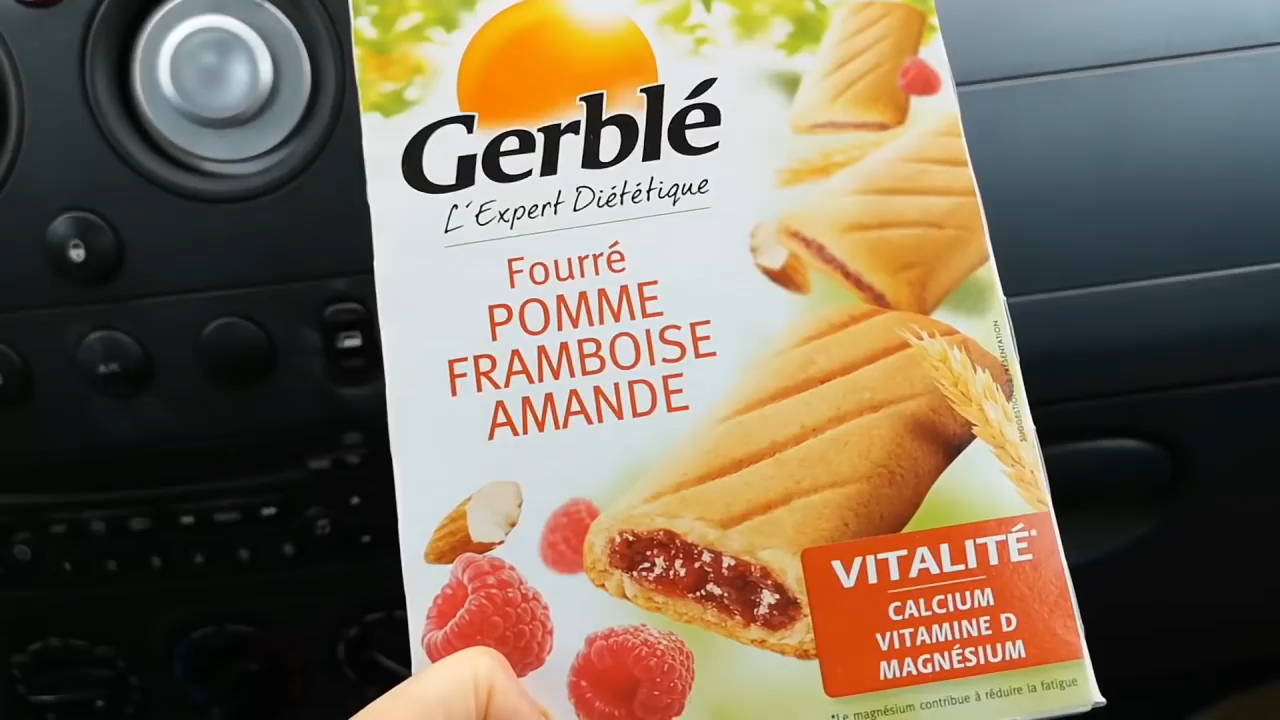 Gerblé
L'Expert Diététique
Fourré
POMME
FRAMBOISE
AMANDE
SUGGESTION DE PRÉSENTATION
VITALITÉ*
CALCIUM
VITAMINE D
MAGNÉSIUM
*Le magnésium contribue à réduire la fatigue